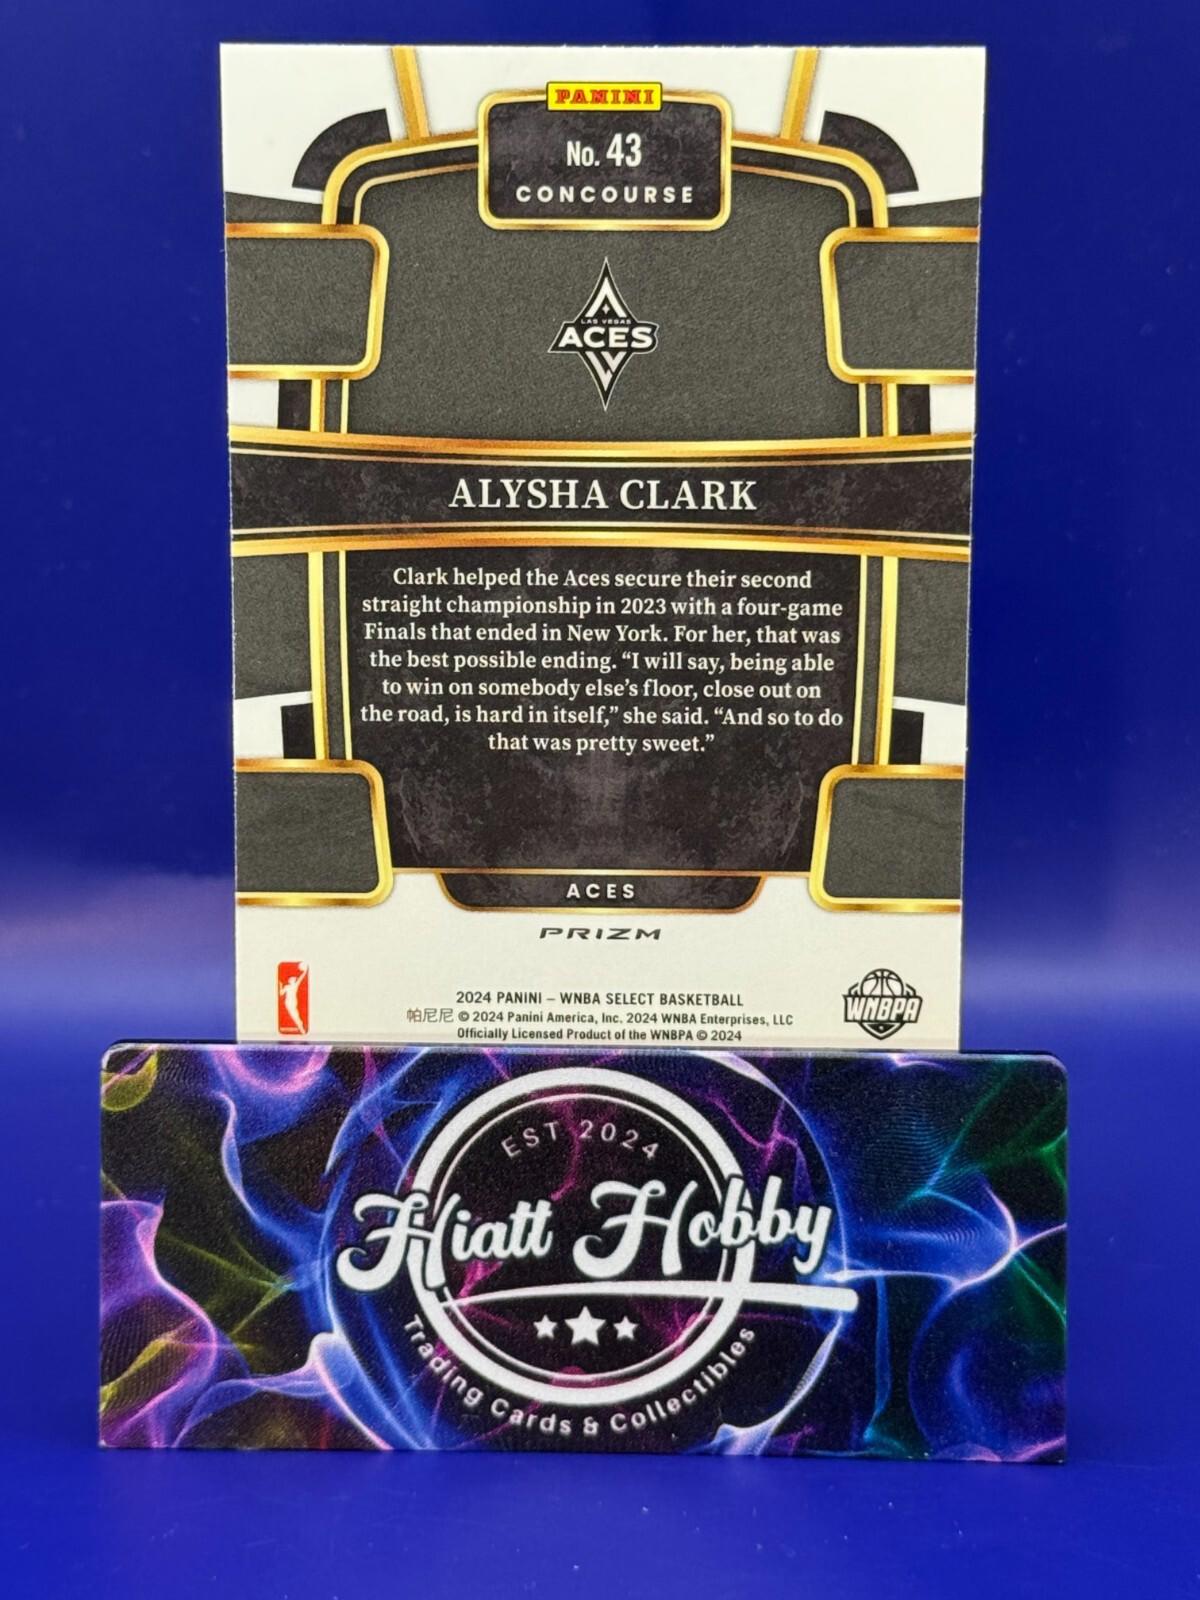 PANINI
No. 43
CONCOURSE
LAS VEGAS
ACES
ALYSHA CLARK
Clark helped the Aces secure their second
straight championship in 2023 with a four-game
Finals that ended in New York. For her, that was
the best possible ending. “I will say, being able
to win on somebody else’s floor, close out on
the road, is hard in itself,” she said. “And so to do
that was pretty sweet.”
ACES
PRIZM
2024 PANINI – WNBA SELECT BASKETBALL
帕尼尼 © 2024 Panini America, Inc. 2024 WNBA Enterprises, LLC
Officially Licensed Product of the WNBPA © 2024
WNBPA
EST 2024
Hiatt Hobby
Trading Cards & Collectibles